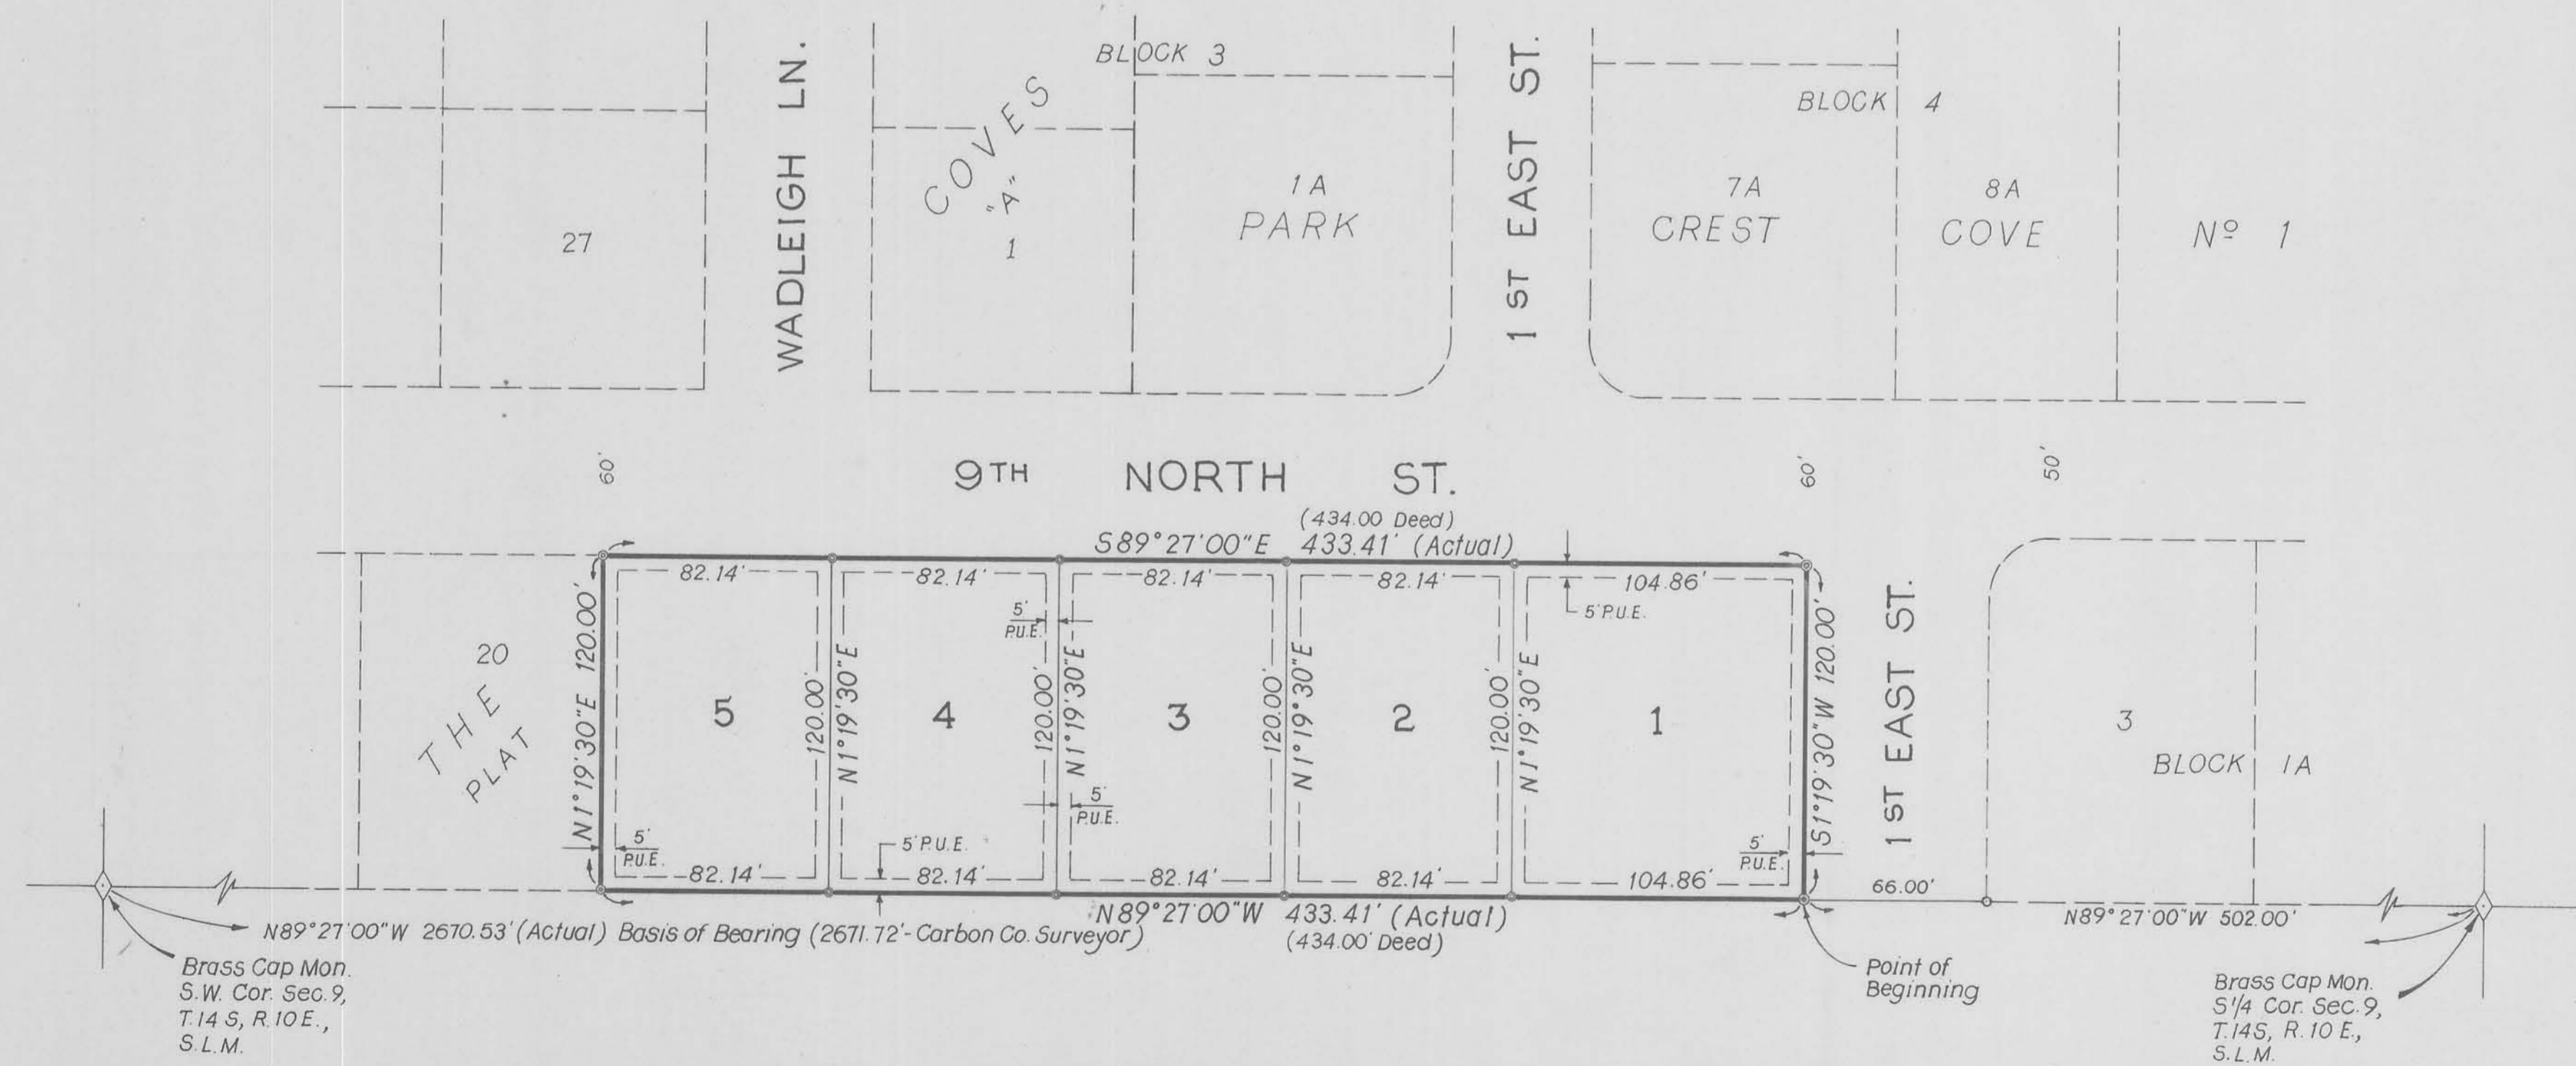 BLOCK 3
BLOCK 4
WADLEIGH LN.
COVES
"A"
1
27
1 A
PARK
1ST EAST ST.
7A
CREST
8A
COVE
Nº 1
60'
9TH NORTH ST.
60'
50'
(434.00 Deed)
S89°27'00"E 433.41' (Actual)
82.14'
82.14'
82.14'
82.14'
104.86'
5' P.U.E.
5'
P.U.E.
20
THE
PLAT
N1°19'30"E 120.00'
5
120.00'
N1°19'30"E
4
120.00'
N1°19'30"E
3
120.00'
N1°19'30"E
2
120.00'
N1°19'30"E
1
S1°19'30"W 120.00'
1ST EAST ST.
3
BLOCK 1A
5'
P.U.E.
5' P.U.E.
5'
P.U.E.
5'
P.U.E.
82.14'
82.14'
82.14'
82.14'
104.86'
66.00'
N89°27'00"W 433.41' (Actual)
(434.00' Deed)
N89°27'00"W 502.00'
N89°27'00"W 2670.53' (Actual) Basis of Bearing (2671.72'-Carbon Co. Surveyor)
Brass Cap Mon.
S.W. Cor. Sec. 9,
T.14 S, R. 10 E.,
S.L.M.
Point of
Beginning
Brass Cap Mon.
S1/4 Cor. Sec. 9,
T.14S, R. 10 E.,
S.L.M.